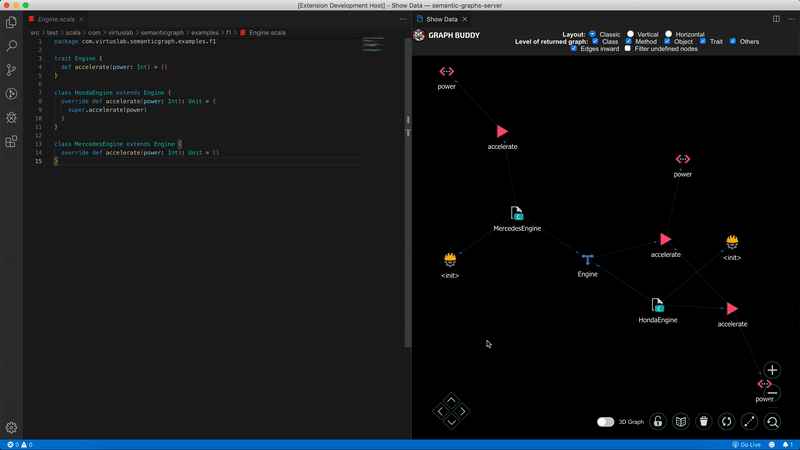 [Extension Development Host] - Show Data — semantic-graphs-server
Engine.scala ×
Show Data ×
src › test › scala › com › virtuslab › semanticgraph › examples › f1 › Engine.scala
1 package com.virtuslab.semanticgraph.examples.f1
2
3 trait Engine {
4 def accelerate(power: Int) = ()
5 }
6
7 class HondaEngine extends Engine {
8 override def accelerate(power: Int): Unit = {
9 super.accelerate(power)
10 }
11 }
12
13 class MercedesEngine extends Engine {
14 override def accelerate(power: Int): Unit = ()
15 }
GRAPH BUDDY
Layout: Classic Vertical Horizontal
Level of returned graph: Class Method Object Trait Others
Edges inward Filter undefined nodes
power
accelerate
power
MercedesEngine
accelerate
<init>
<init>
Engine
HondaEngine
accelerate
power
3D Graph
0 0
Go Live
1